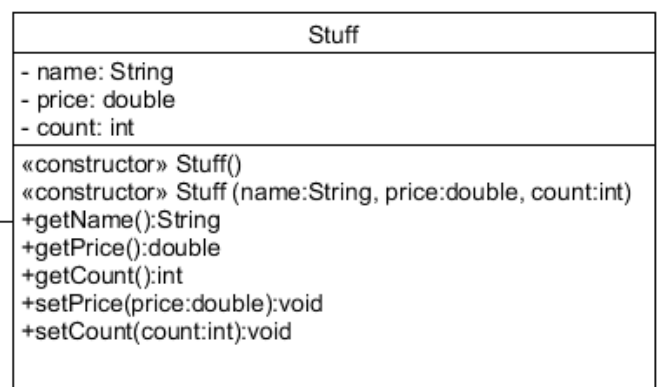 Stuff
- name: String
- price: double
- count: int
«constructor» Stuff()
«constructor» Stuff (name:String, price:double, count:int)
+getName():String
+getPrice():double
+getCount():int
+setPrice(price:double):void
+setCount(count:int):void